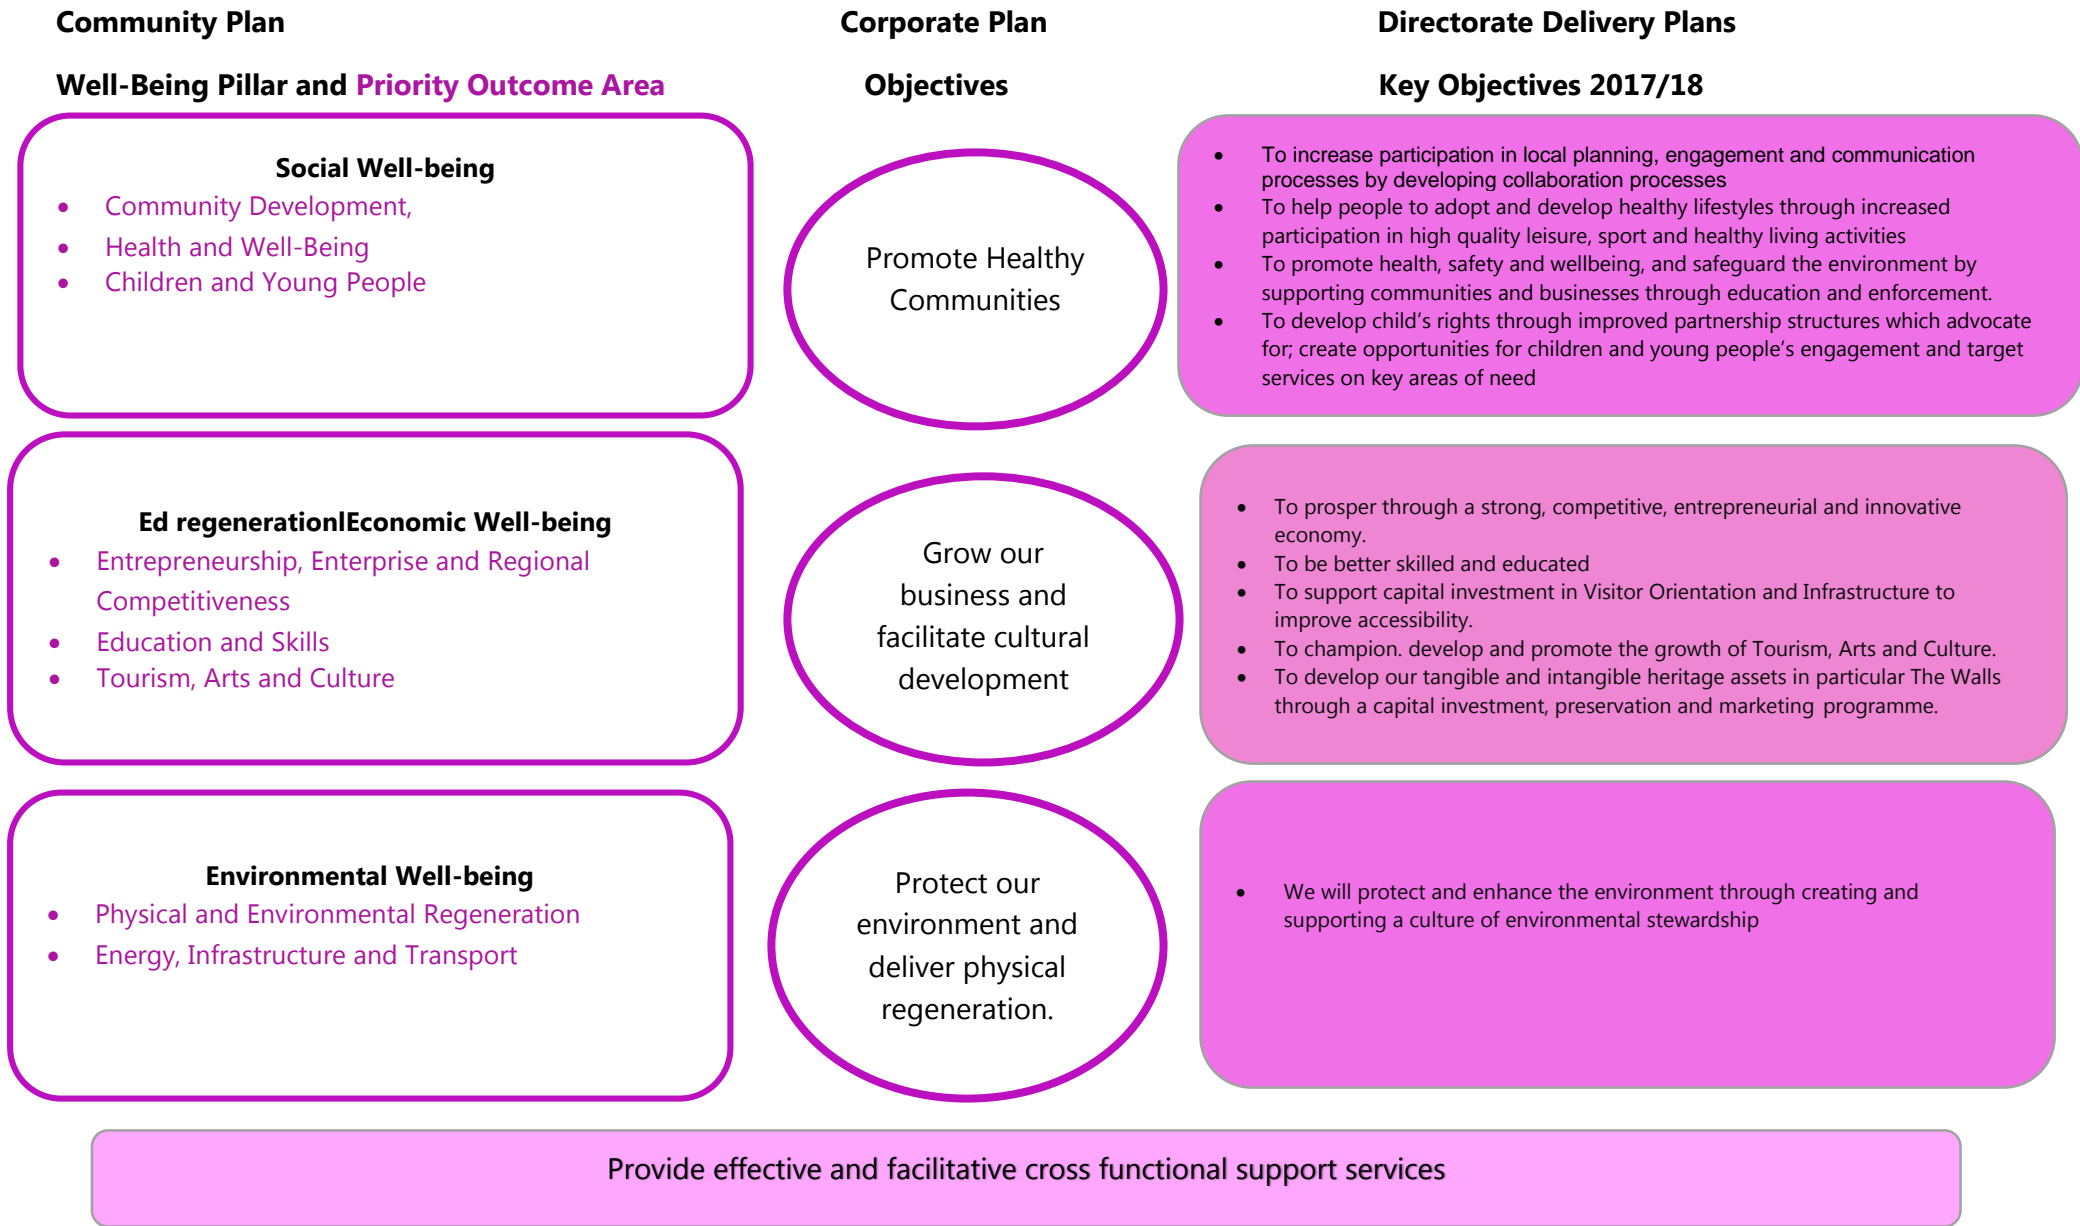 Community Plan
Corporate Plan
Directorate Delivery Plans
Well-Being Pillar and Priority Outcome Area
Objectives
Key Objectives 2017/18
Social Well-being
• Community Development,
• Health and Well-Being
• Children and Young People
Promote Healthy
Communities
• To increase participation in local planning, engagement and communication
processes by developing collaboration processes
• To help people to adopt and develop healthy lifestyles through increased
participation in high quality leisure, sport and healthy living activities
• To promote health, safety and wellbeing, and safeguard the environment by
supporting communities and businesses through education and enforcement.
• To develop child’s rights through improved partnership structures which advocate
for; create opportunities for children and young people’s engagement and target
services on key areas of need
Ed regenerationlEconomic Well-being
• Entrepreneurship, Enterprise and Regional
Competitiveness
• Education and Skills
• Tourism, Arts and Culture
Grow our
business and
facilitate cultural
development
• To prosper through a strong, competitive, entrepreneurial and innovative
economy.
• To be better skilled and educated
• To support capital investment in Visitor Orientation and Infrastructure to
improve accessibility.
• To champion. develop and promote the growth of Tourism, Arts and Culture.
• To develop our tangible and intangible heritage assets in particular The Walls
through a capital investment, preservation and marketing programme.
Environmental Well-being
• Physical and Environmental Regeneration
• Energy, Infrastructure and Transport
Protect our
environment and
deliver physical
regeneration.
• We will protect and enhance the environment through creating and
supporting a culture of environmental stewardship
Provide effective and facilitative cross functional support services